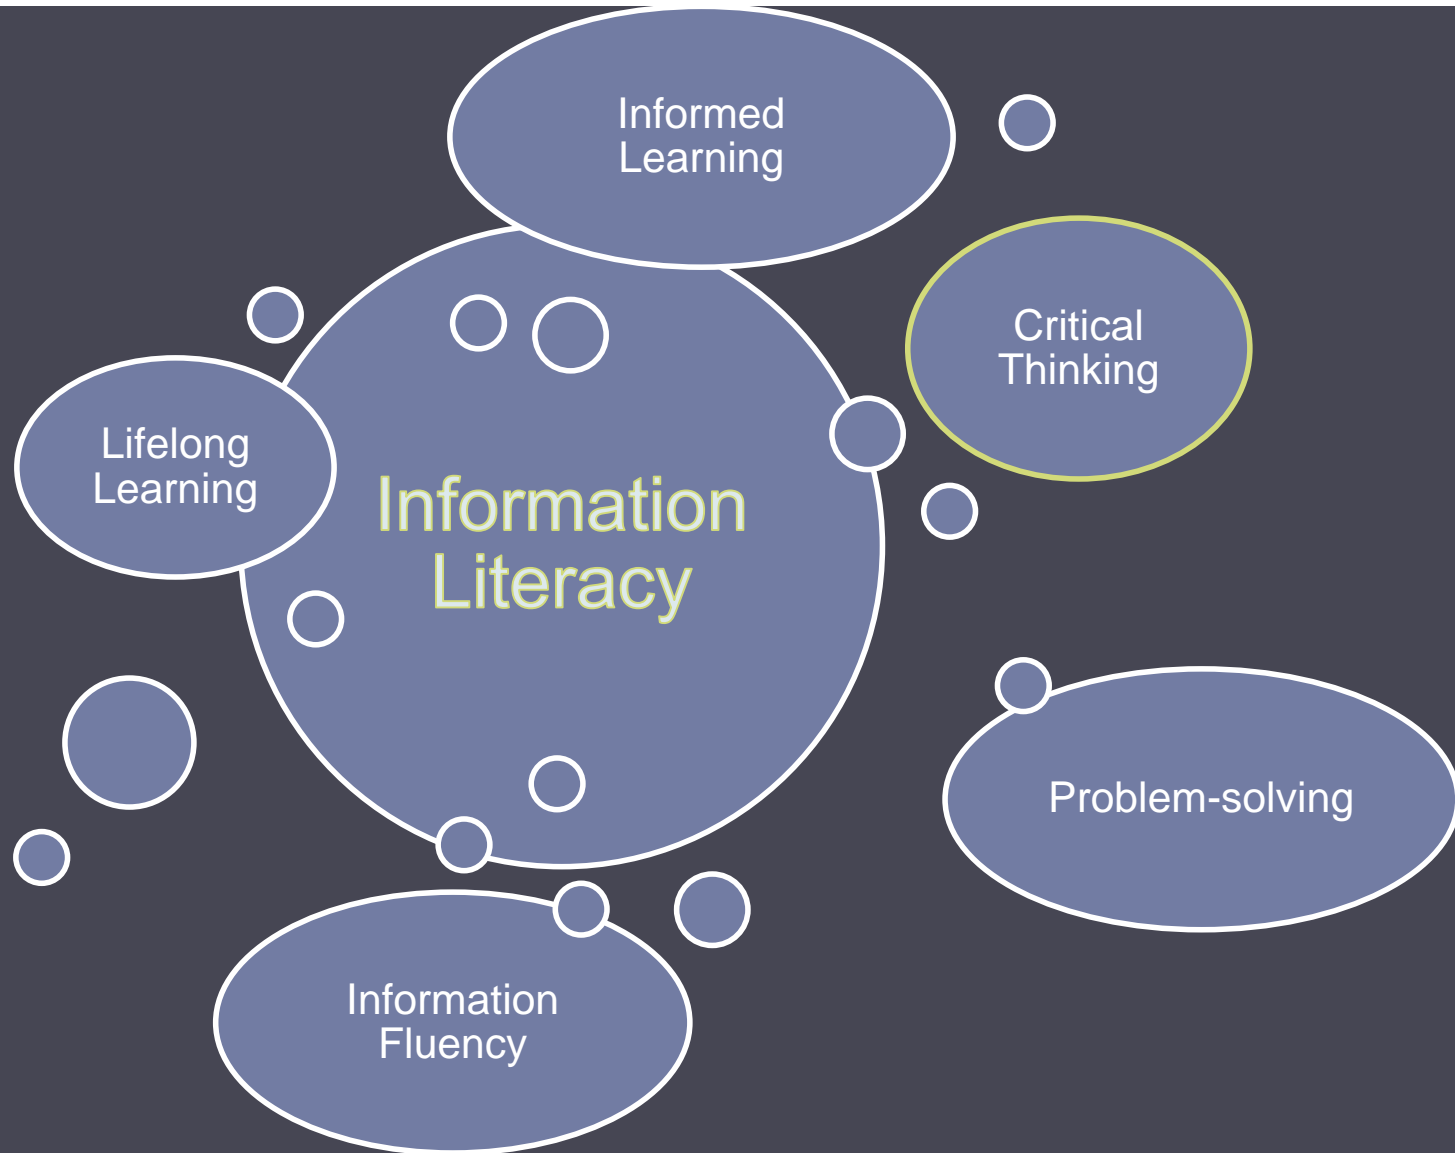 Informed
Learning
Critical
Thinking
Lifelong
Learning
Information
Literacy
Problem-solving
Information
Fluency